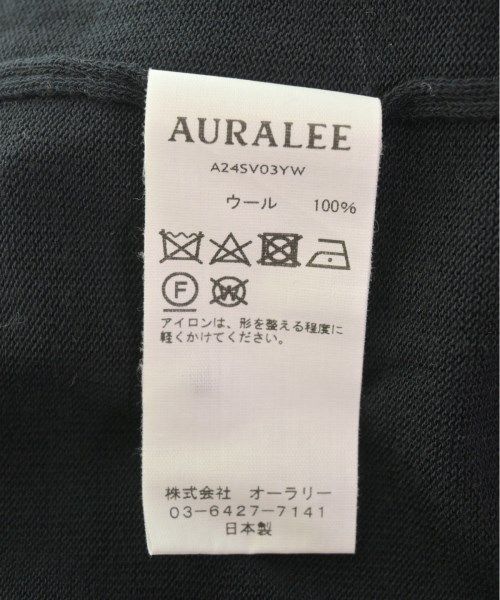 AURALEE
A24SV03YW
ウール 100%
F W
アイロンは、形を整える程度に
軽くかけてください。
株式会社 オーラリー
03-6427-7141
日本製